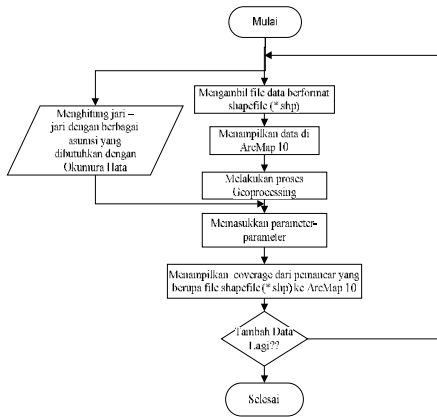 Mulai
Mengambil file data berformat
shapefile (*.shp)
Menghitung jari –
jari dengan berbagai
asumsi yang
dibutuhkan dengan
Okumura Hata
Menampilkan data di
ArcMap 10
Melakukan proses
Geoprocessing
Memasukkan parameter-
parameter
Menampilkan coverage dari pemancar yang
berupa file shapefile (*.shp) ke ArcMap 10
Tambah Data
Lagi??
Selesai